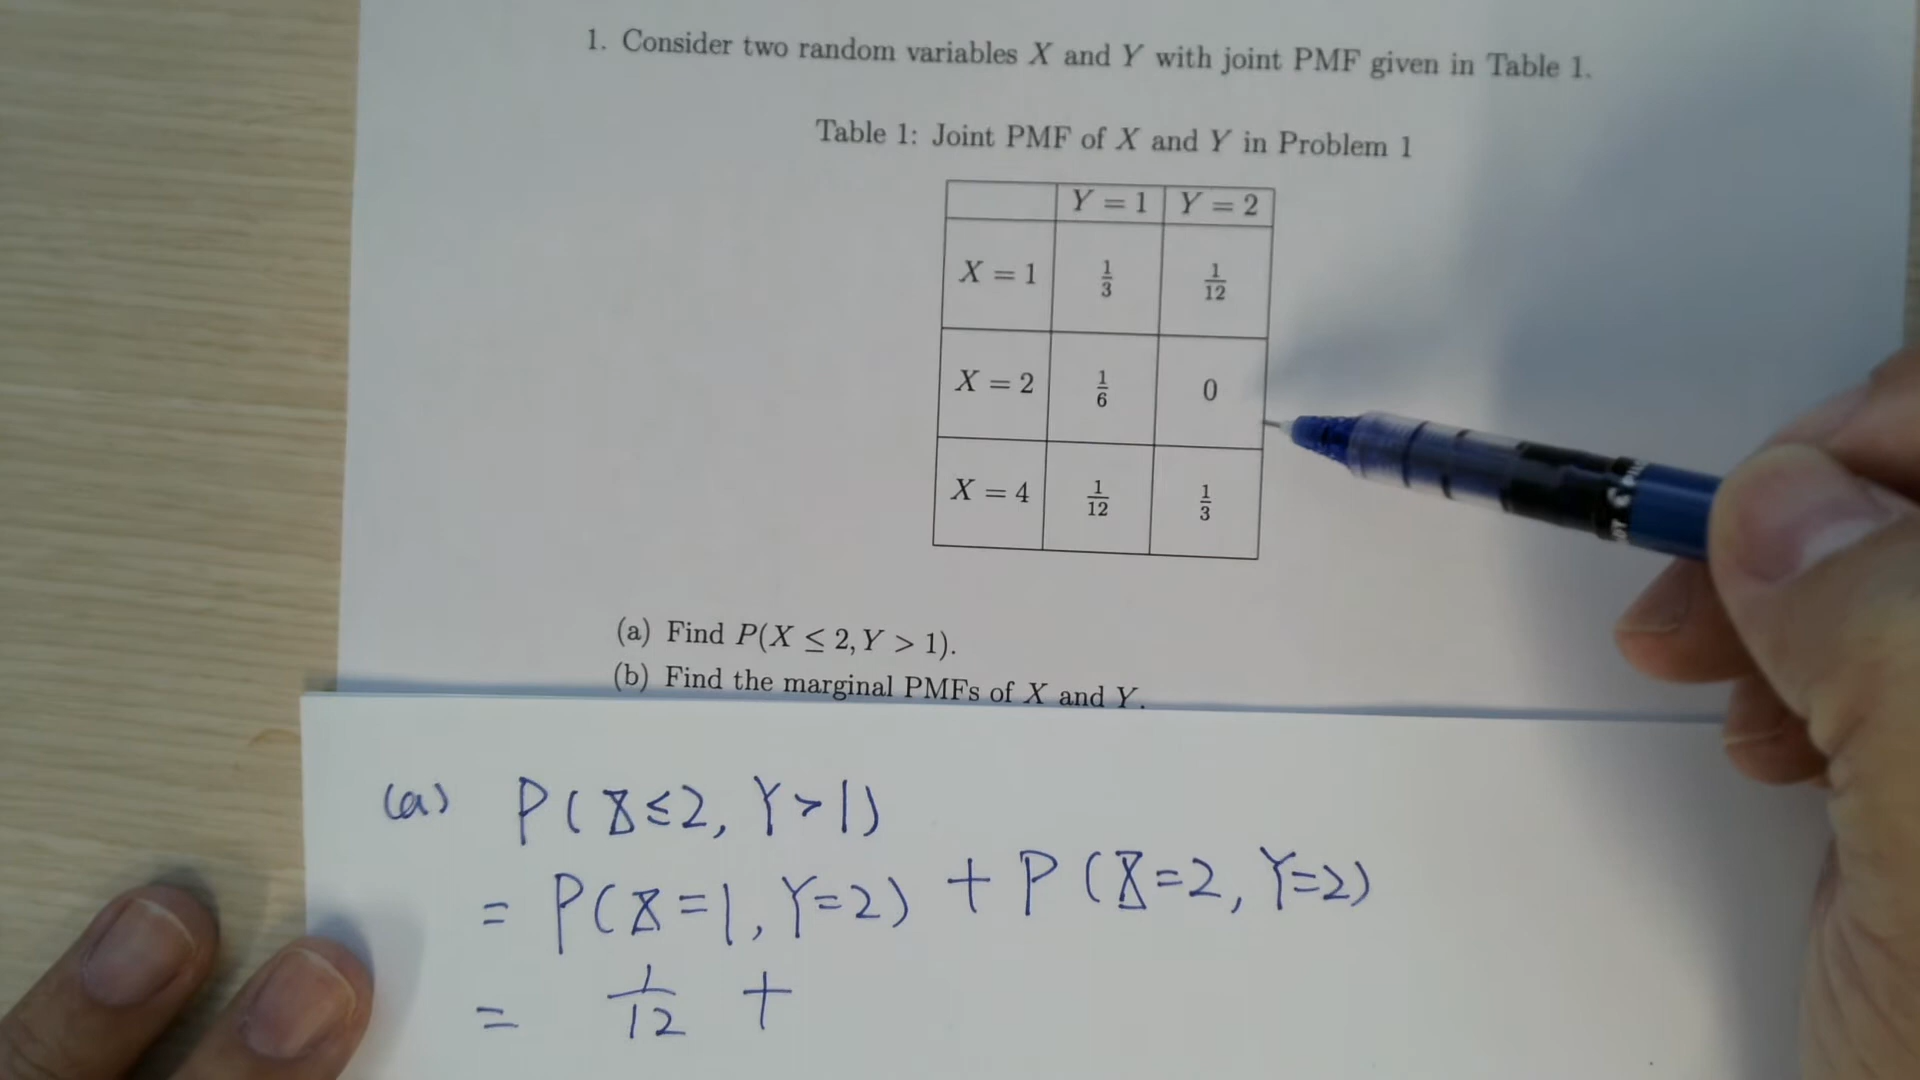 1. Consider two random variables X and Y with joint PMF given in Table 1.
Table 1: Joint PMF of X and Y in Problem 1
Y = 1 Y = 2
X = 1 1/3 1/12
X = 2 1/6 0
X = 4 1/12 1/3
(a) Find P(X ≤ 2, Y > 1).
(b) Find the marginal PMFs of X and Y.
(a) P(X≤2, Y>1)
= P(X=1, Y=2) + P(X=2, Y=2)
= 1/12 +